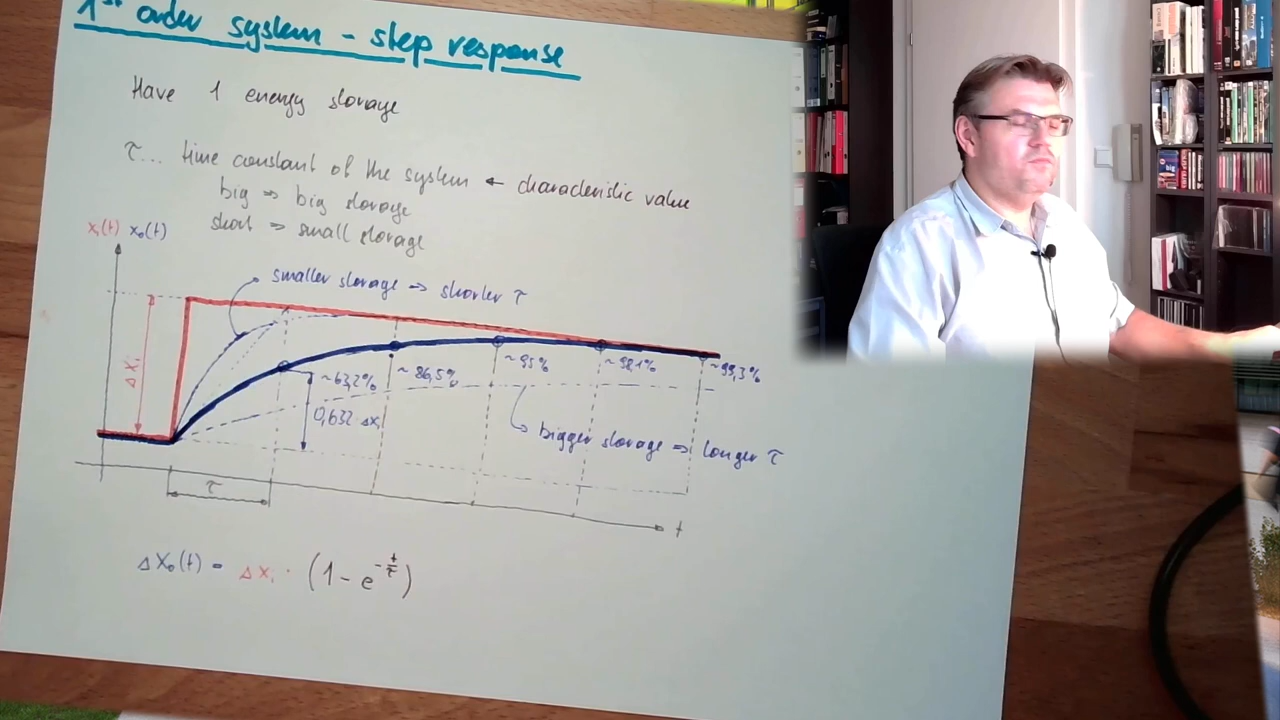 1st order system - step response
Have 1 energy storage
τ... time constant of the system ← characteristic value
big ⇒ big storage
short ⇒ small storage
xi(t) xo(t)
smaller storage ⇒ shorter τ
Δxi
~63,2%
~86,5%
~95%
~98,1%
~99,3%
0,632 Δxi
bigger storage ⇒ longer τ
τ
t
Δxo(t) = Δxi · (1 - e^-t/τ)
big